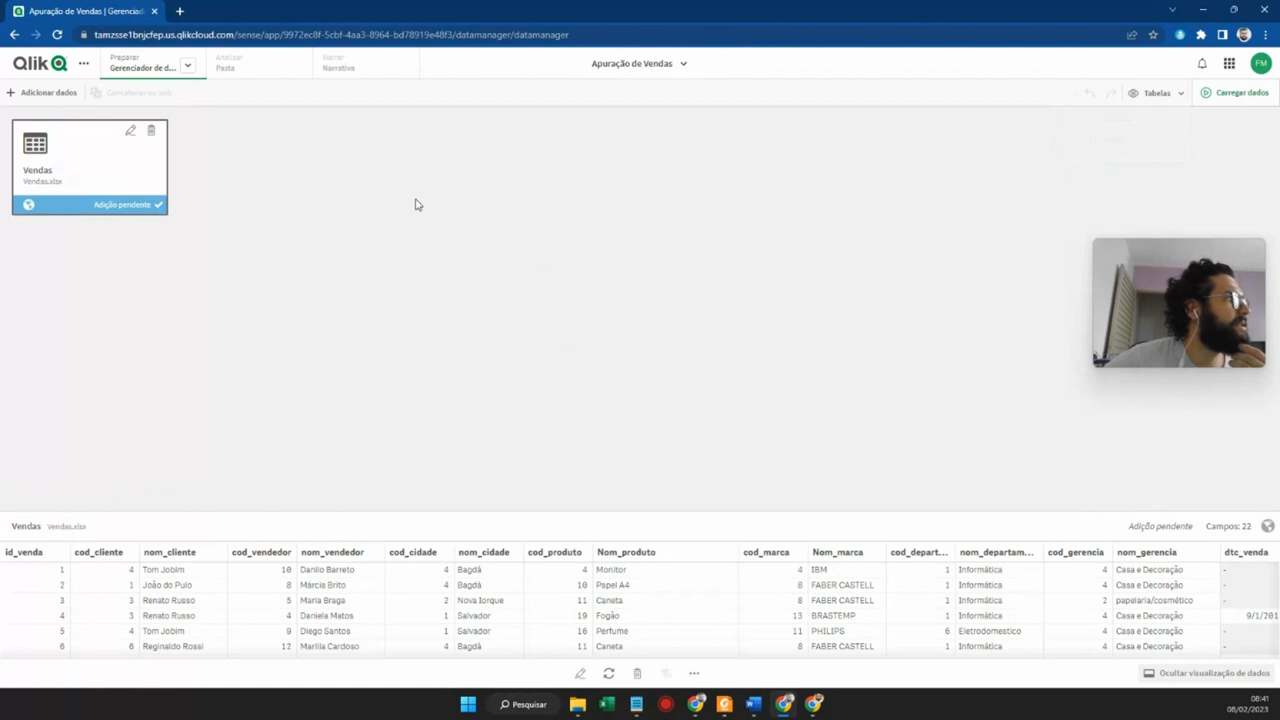 Apuração de Vendas | Gerenciad
tamzsse1bnjcfep.us.qlikcloud.com/sense/app/9972ec8f-5cbf-4aa3-8964-bd78919e48f3/datamanager/datamanager
Qlik
Preparar
Gerenciador de d...
Analisar
Pasta
Narrar
Narrativa
Apuração de Vendas
FM
Adicionar dados
Concatenar ou unir
Tabelas
Carregar dados
Vendas
Vendas.xlsx
Adição pendente
Vendas Vendas.xlsx Adição pendente Campos: 22
id_venda cod_cliente nom_cliente cod_vendedor nom_vendedor cod_cidade nom_cidade cod_produto Nom_produto cod_marca Nom_marca cod_depart... nom_departam... cod_gerencia nom_gerencia dtc_venda
1 4 Tom Jobim 10 Danilo Barreto 4 Bagdá 4 Monitor 4 IBM 1 Informática 4 Casa e Decoração -
2 1 João do Pulo 8 Márcia Brito 4 Bagdá 10 Papel A4 8 FABER CASTELL 1 Informática 4 Casa e Decoração -
3 3 Renato Russo 5 Maria Braga 2 Nova Iorque 11 Caneta 8 FABER CASTELL 1 Informática 2 papelaria/cosmético -
4 3 Renato Russo 4 Daniela Matos 1 Salvador 19 Fogão 13 BRASTEMP 1 Informática 4 Casa e Decoração 9/1/201
5 4 Tom Jobim 9 Diego Santos 1 Salvador 16 Perfume 11 PHILIPS 6 Eletrodomestico 4 Casa e Decoração -
6 6 Reginaldo Rossi 12 Marilia Cardoso 4 Bagdá 11 Caneta 8 FABER CASTELL 1 Informática 4 Casa e Decoração -
Ocultar visualização de dados
Pesquisar
08:41
08/02/2023